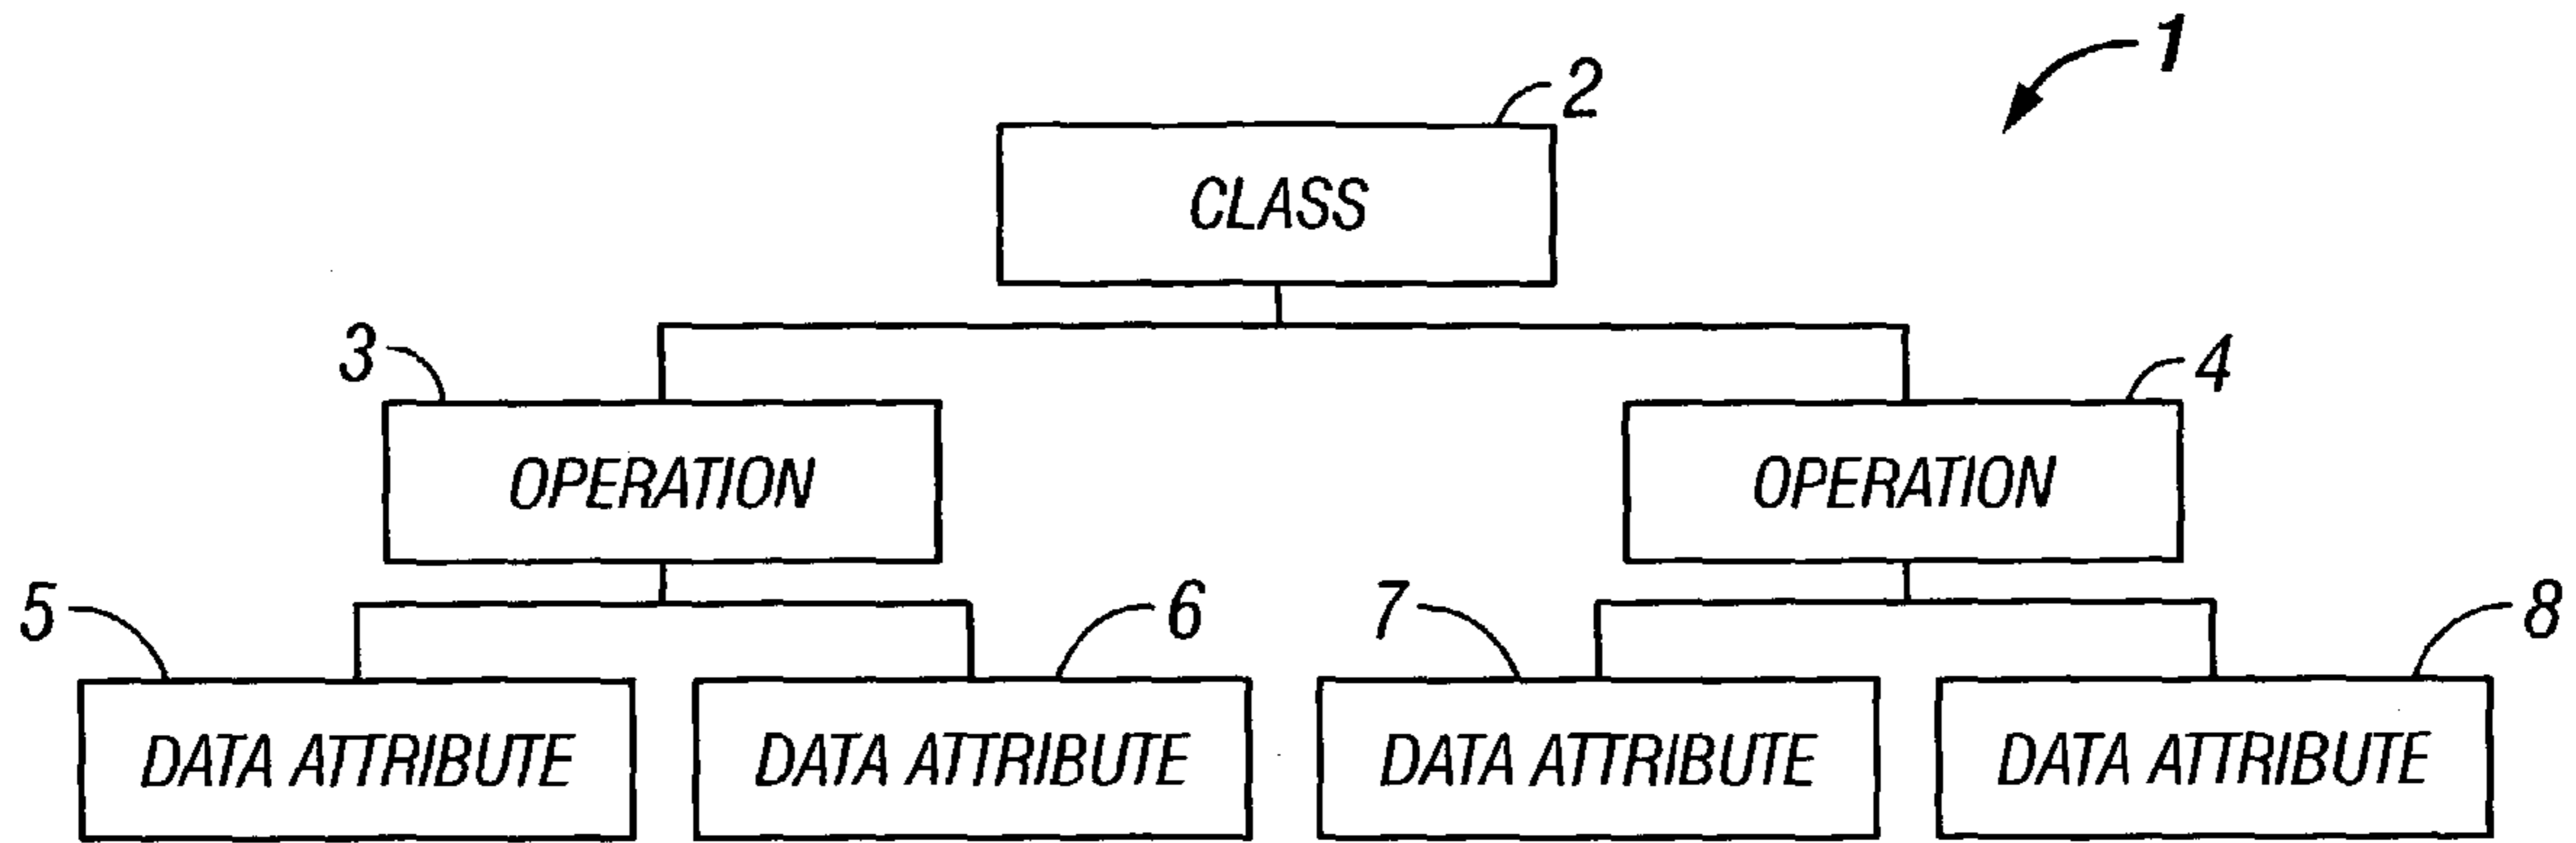 1
2
CLASS
3
4
OPERATION
OPERATION
5
6
7
8
DATA ATTRIBUTE
DATA ATTRIBUTE
DATA ATTRIBUTE
DATA ATTRIBUTE